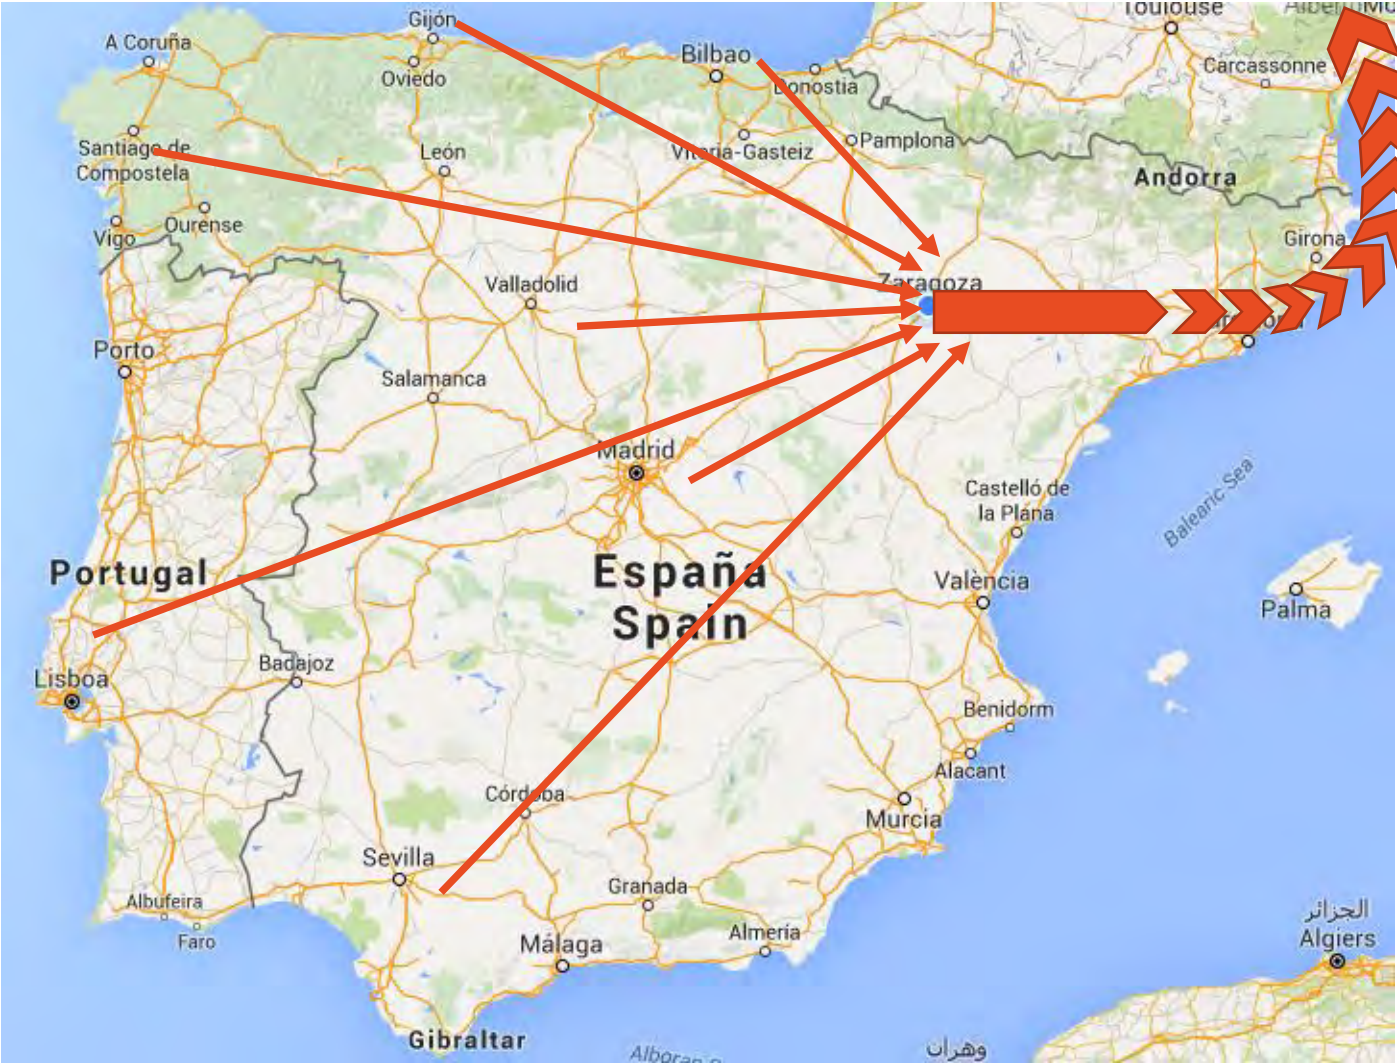 Gijón
Toulouse
A Coruña
Bilbao
Oviedo
Donostia
Carcassonne
Santiago de
Compostela
León
Vitoria-Gasteiz
Pamplona
Andorra
Vigo
Ourense
Girona
Valladolid
Zaragoza
Porto
Salamanca
Madrid
Castelló de
la Plana
Balearic Sea
Portugal
España
Spain
València
Palma
Lisboa
Badajoz
Benidorm
Alacant
Córdoba
Murcia
Sevilla
Granada
Albufeira
Faro
Almería
Málaga
الجزائر
Algiers
Gibraltar
Alboran
وهران